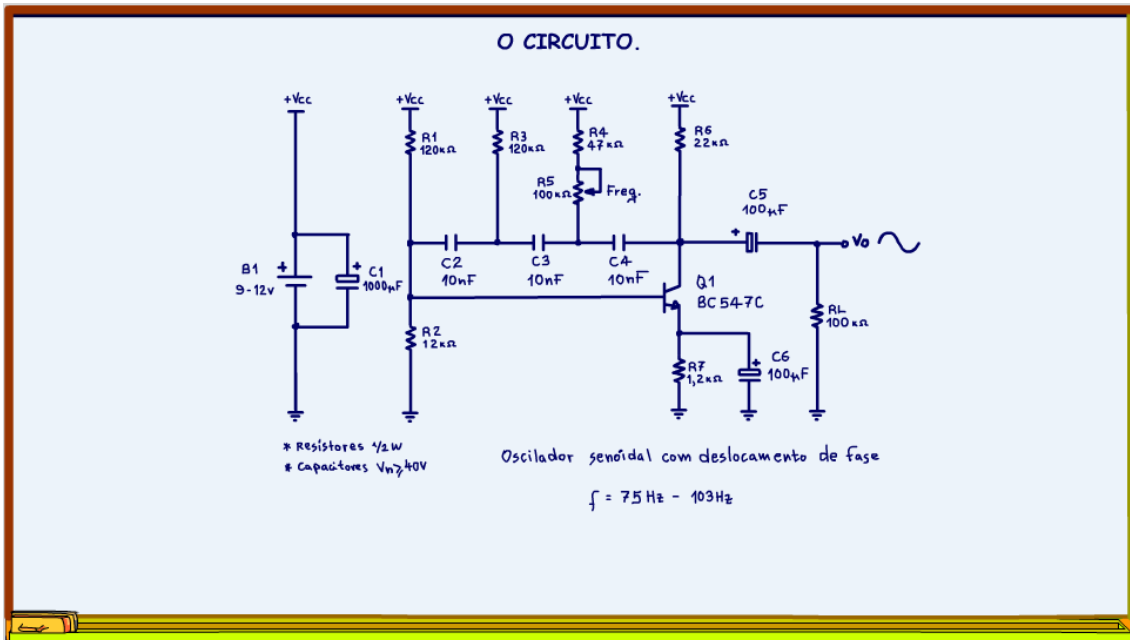 O CIRCUITO.
+Vcc
+Vcc
+Vcc
+Vcc
+Vcc
R1
120kΩ
R3
120kΩ
R4
47kΩ
R6
22kΩ
R5
100kΩ
Freq.
C5
100µF
+
Vo
B1
+
9-12v
+
C1
1000µF
C2
10nF
C3
10nF
C4
10nF
Q1
BC547C
R2
12kΩ
RL
100kΩ
R7
1,2kΩ
+
C6
100µF
* Resistores 1/2W
* Capacitores Vn≥40V
Oscilador senoidal com deslocamento de fase
f = 75Hz - 103Hz